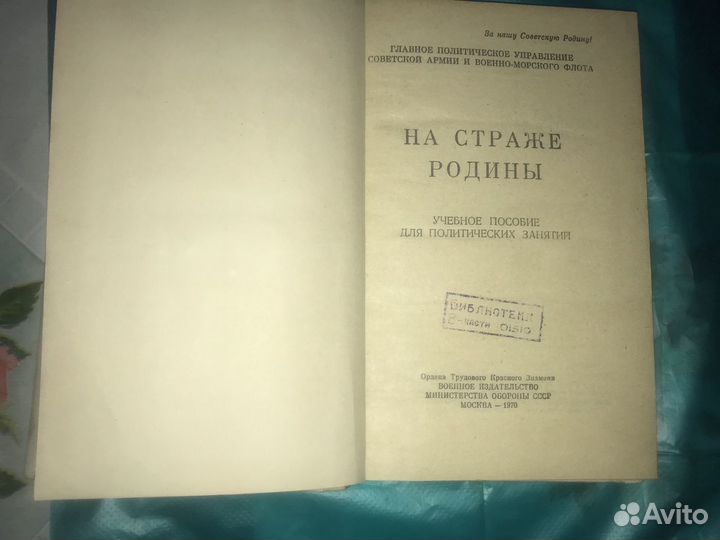 За нашу Советскую Родину!
ГЛАВНОЕ ПОЛИТИЧЕСКОЕ УПРАВЛЕНИЕ
СОВЕТСКОЙ АРМИИ И ВОЕННО-МОРСКОГО ФЛОТА
НА СТРАЖЕ
РОДИНЫ
УЧЕБНОЕ ПОСОБИЕ
ДЛЯ ПОЛИТИЧЕСКИХ ЗАНЯТИЙ
БИБЛИОТЕКА
части
Ордена Трудового Красного Знамени
ВОЕННОЕ ИЗДАТЕЛЬСТВО
МИНИСТЕРСТВА ОБОРОНЫ СССР
МОСКВА — 1970
Avito